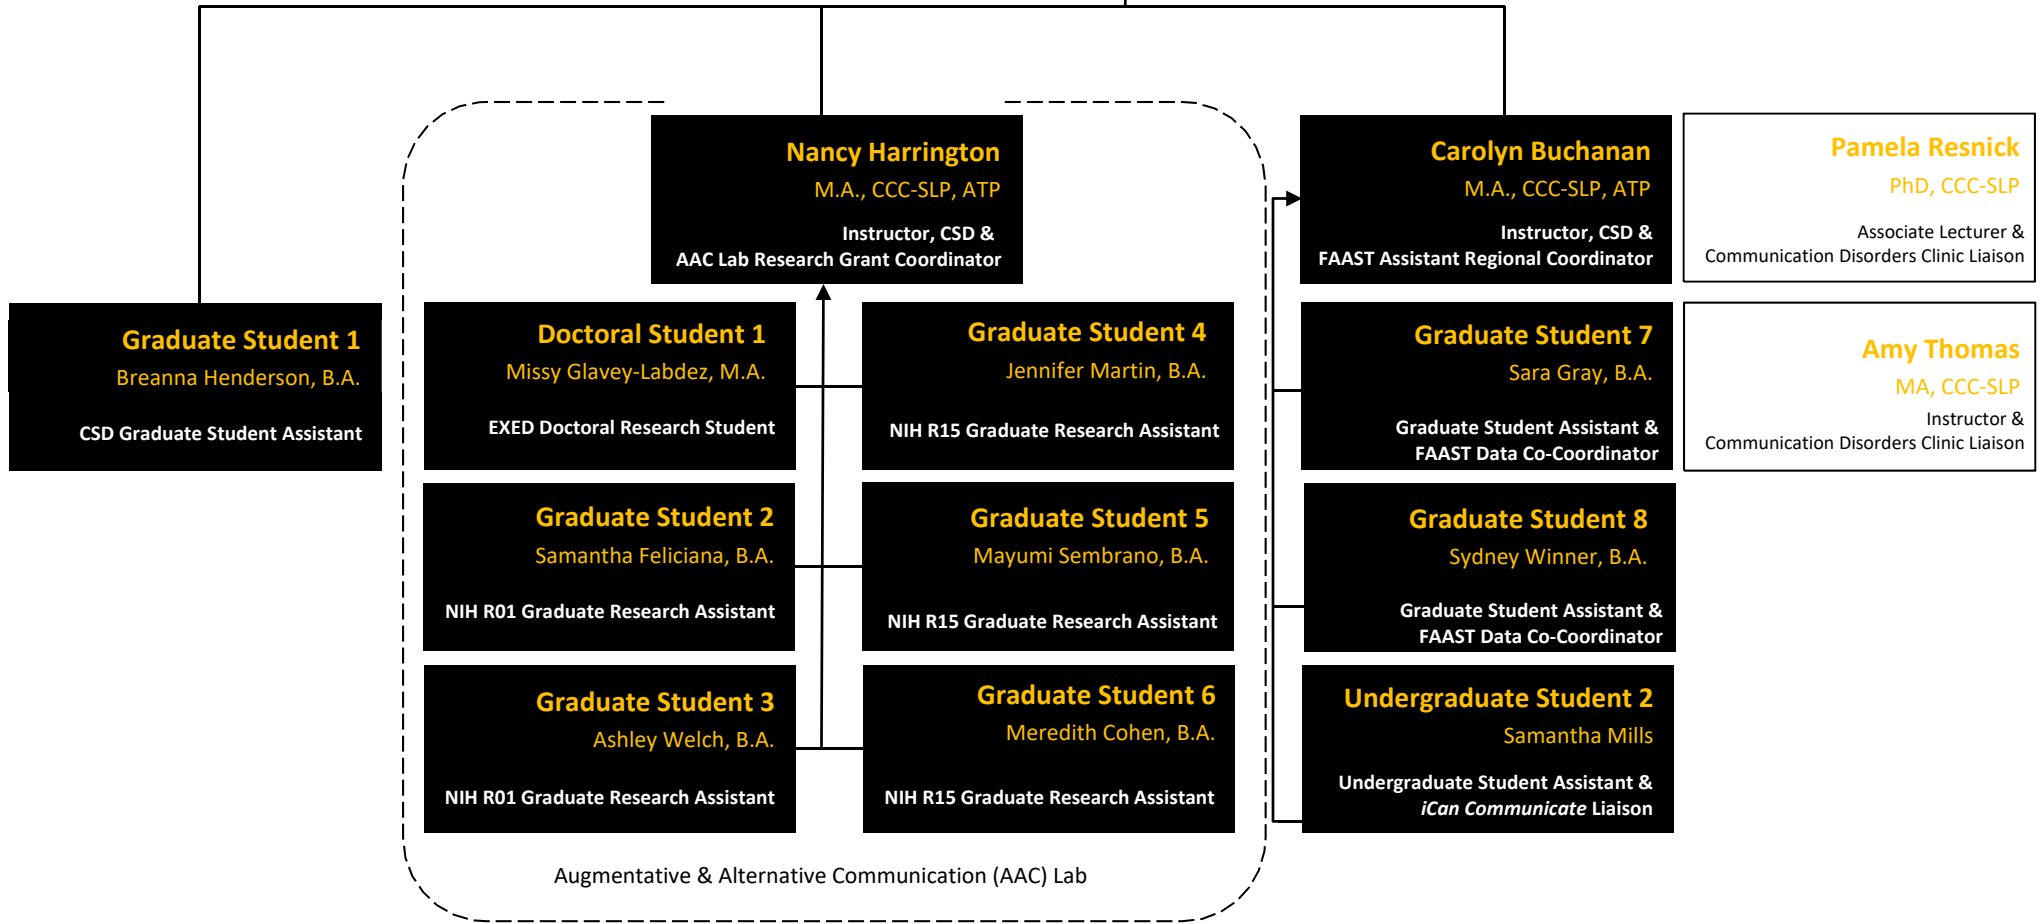 Nancy Harrington
M.A., CCC-SLP, ATP
Instructor, CSD &
AAC Lab Research Grant Coordinator
Carolyn Buchanan
M.A., CCC-SLP, ATP
Instructor, CSD &
FAAST Assistant Regional Coordinator
Pamela Resnick
PhD, CCC-SLP
Associate Lecturer &
Communication Disorders Clinic Liaison
Graduate Student 1
Breanna Henderson, B.A.
CSD Graduate Student Assistant
Doctoral Student 1
Missy Glavey-Labdez, M.A.
EXED Doctoral Research Student
Graduate Student 4
Jennifer Martin, B.A.
NIH R15 Graduate Research Assistant
Graduate Student 7
Sara Gray, B.A.
Graduate Student Assistant &
FAAST Data Co-Coordinator
Amy Thomas
MA, CCC-SLP
Instructor &
Communication Disorders Clinic Liaison
Graduate Student 2
Samantha Feliciana, B.A.
NIH R01 Graduate Research Assistant
Graduate Student 5
Mayumi Sembrano, B.A.
NIH R15 Graduate Research Assistant
Graduate Student 8
Sydney Winner, B.A.
Graduate Student Assistant &
FAAST Data Co-Coordinator
Graduate Student 3
Ashley Welch, B.A.
NIH R01 Graduate Research Assistant
Graduate Student 6
Meredith Cohen, B.A.
NIH R15 Graduate Research Assistant
Undergraduate Student 2
Samantha Mills
Undergraduate Student Assistant &
iCan Communicate Liaison
Augmentative & Alternative Communication (AAC) Lab